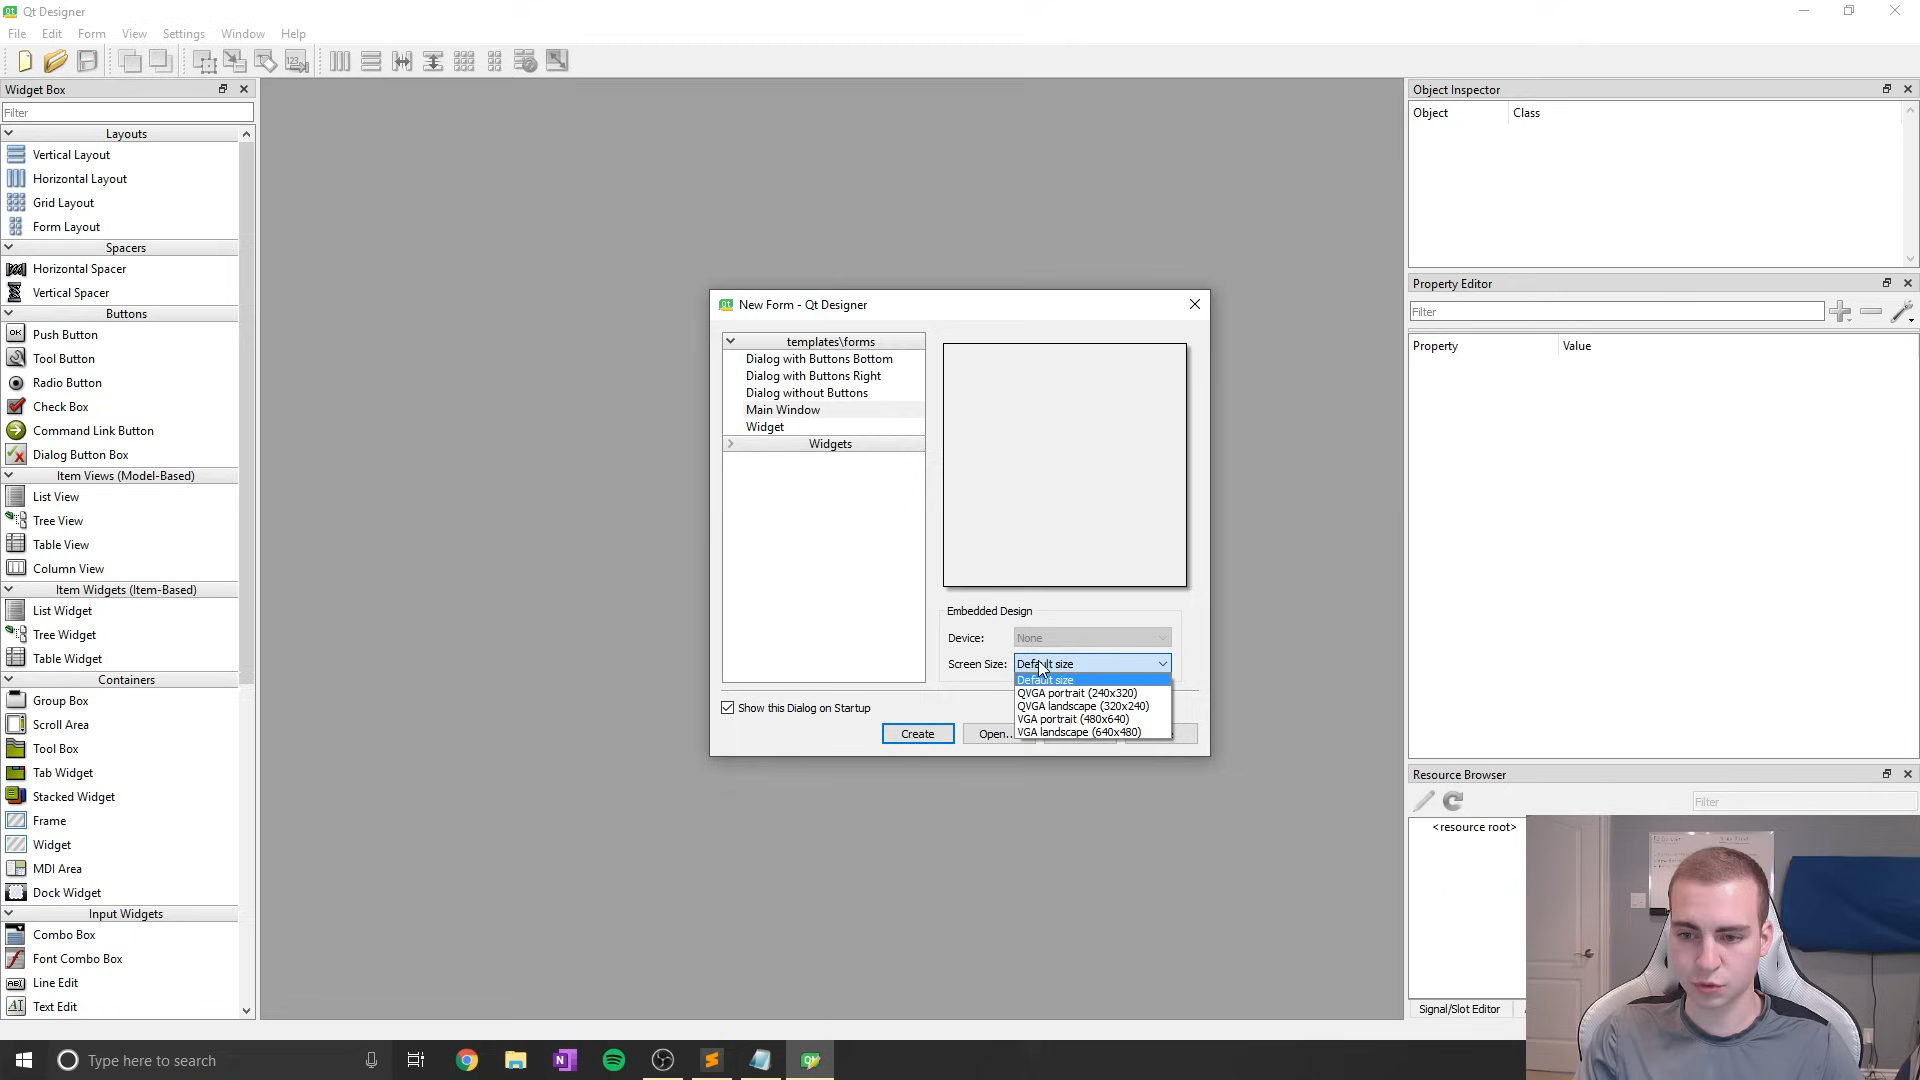 Qt Designer
File Edit Form View Settings Window Help
Widget Box
Filter
Layouts
Vertical Layout
Horizontal Layout
Grid Layout
Form Layout
Spacers
Horizontal Spacer
Vertical Spacer
Buttons
Push Button
Tool Button
Radio Button
Check Box
Command Link Button
Dialog Button Box
Item Views (Model-Based)
List View
Tree View
Table View
Column View
Item Widgets (Item-Based)
List Widget
Tree Widget
Table Widget
Containers
Group Box
Scroll Area
Tool Box
Tab Widget
Stacked Widget
Frame
Widget
MDI Area
Dock Widget
Input Widgets
Combo Box
Font Combo Box
Line Edit
Text Edit
New Form - Qt Designer
templates\forms
Dialog with Buttons Bottom
Dialog with Buttons Right
Dialog without Buttons
Main Window
Widget
Widgets
Embedded Design
Device: None
Screen Size: Default size
Default size
QVGA portrait (240x320)
QVGA landscape (320x240)
VGA portrait (480x640)
VGA landscape (640x480)
Show this Dialog on Startup
Create Open...
Object Inspector
Object Class
Property Editor
Filter
Property Value
Resource Browser
Filter
<resource root>
Signal/Slot Editor
Type here to search